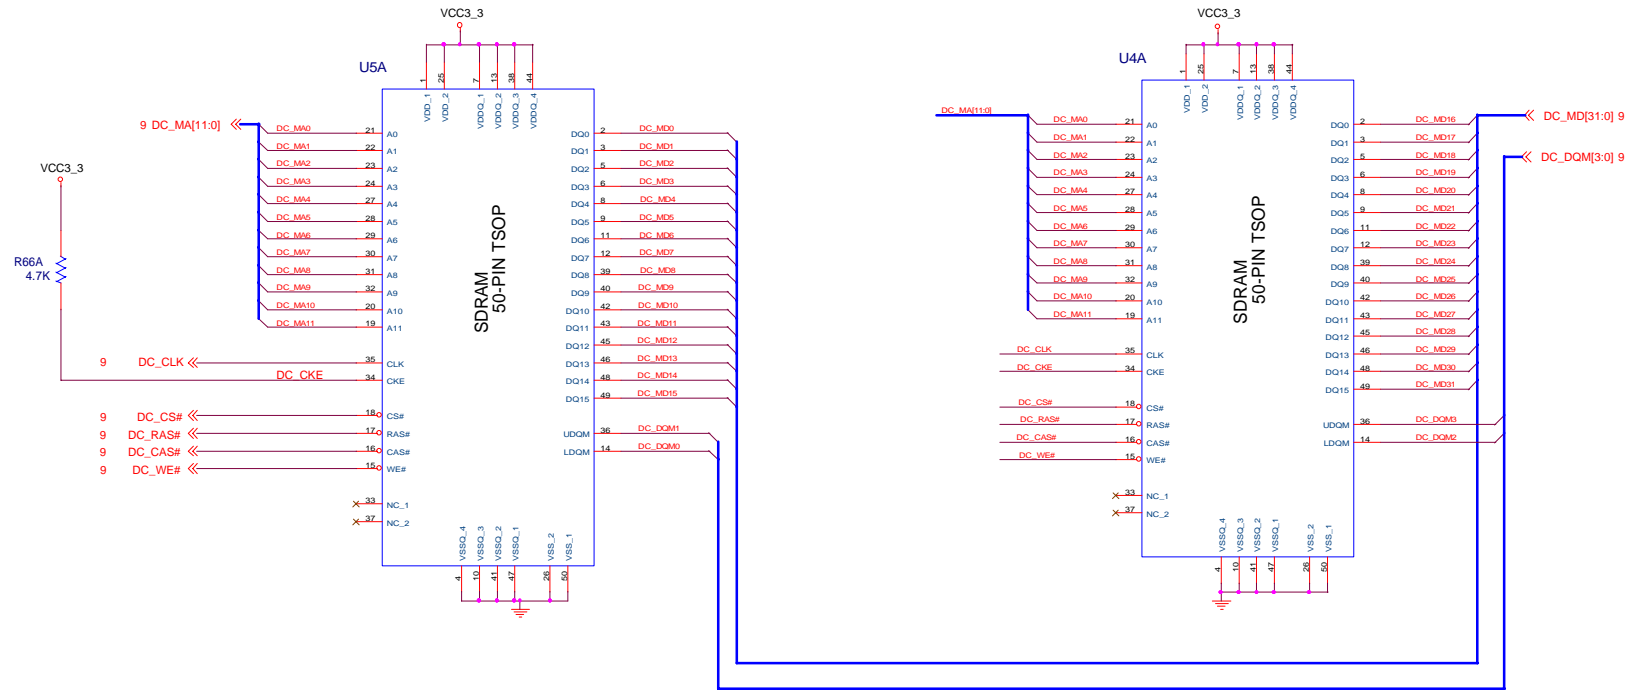 VCC3_3
U5A
1
25
7
13
38
44
VDD_1
VDD_2
VDDQ_1
VDDQ_2
VDDQ_3
VDDQ_4
9 DC_MA[11:0]
DC_MA0 21 A0
DC_MA1 22 A1
DC_MA2 23 A2
DC_MA3 24 A3
DC_MA4 27 A4
DC_MA5 28 A5
DC_MA6 29 A6
DC_MA7 30 A7
DC_MA8 31 A8
DC_MA9 32 A9
DC_MA10 20 A10
DC_MA11 19 A11
VCC3_3
R66A
4.7K
9 DC_CLK 35 CLK
DC_CKE 34 CKE
9 DC_CS# 18 CS#
9 DC_RAS# 17 RAS#
9 DC_CAS# 16 CAS#
9 DC_WE# 15 WE#
33 NC_1
37 NC_2
SDRAM
50-PIN TSOP
DQ0 2 DC_MD0
DQ1 3 DC_MD1
DQ2 5 DC_MD2
DQ3 6 DC_MD3
DQ4 8 DC_MD4
DQ5 9 DC_MD5
DQ6 11 DC_MD6
DQ7 12 DC_MD7
DQ8 39 DC_MD8
DQ9 40 DC_MD9
DQ10 42 DC_MD10
DQ11 43 DC_MD11
DQ12 45 DC_MD12
DQ13 46 DC_MD13
DQ14 48 DC_MD14
DQ15 49 DC_MD15
UDQM 36 DC_DQM1
LDQM 14 DC_DQM0
VSSQ_4
VSSQ_3
VSSQ_2
VSSQ_1
VSS_2
VSS_1
4
10
41
47
26
50
VCC3_3
U4A
1
25
7
13
38
44
VDD_1
VDD_2
VDDQ_1
VDDQ_2
VDDQ_3
VDDQ_4
DC_MA[11:0]
DC_MA0 21 A0
DC_MA1 22 A1
DC_MA2 23 A2
DC_MA3 24 A3
DC_MA4 27 A4
DC_MA5 28 A5
DC_MA6 29 A6
DC_MA7 30 A7
DC_MA8 31 A8
DC_MA9 32 A9
DC_MA10 20 A10
DC_MA11 19 A11
DC_CLK 35 CLK
DC_CKE 34 CKE
DC_CS# 18 CS#
DC_RAS# 17 RAS#
DC_CAS# 16 CAS#
DC_WE# 15 WE#
33 NC_1
37 NC_2
SDRAM
50-PIN TSOP
DQ0 2 DC_MD16
DQ1 3 DC_MD17
DQ2 5 DC_MD18
DQ3 6 DC_MD19
DQ4 8 DC_MD20
DQ5 9 DC_MD21
DQ6 11 DC_MD22
DQ7 12 DC_MD23
DQ8 39 DC_MD24
DQ9 40 DC_MD25
DQ10 42 DC_MD26
DQ11 43 DC_MD27
DQ12 45 DC_MD28
DQ13 46 DC_MD29
DQ14 48 DC_MD30
DQ15 49 DC_MD31
UDQM 36 DC_DQM3
LDQM 14 DC_DQM2
VSSQ_4
VSSQ_3
VSSQ_2
VSSQ_1
VSS_2
VSS_1
4
10
41
47
26
50
DC_MD[31:0] 9
DC_DQM[3:0] 9